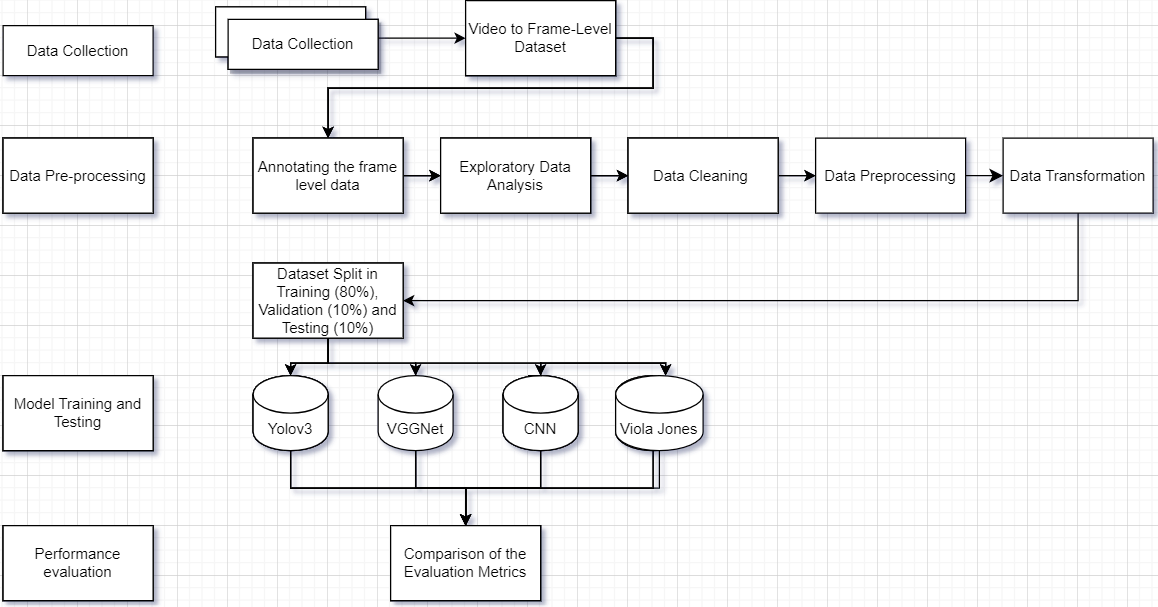 Data Collection
Data Collection
Video to Frame-Level
Dataset
Data Pre-processing
Annotating the frame
level data
Exploratory Data
Analysis
Data Cleaning
Data Preprocessing
Data Transformation
Dataset Split in
Training (80%),
Validation (10%) and
Testing (10%)
Model Training and
Testing
Yolov3
VGGNet
CNN
Viola Jones
Performance
evaluation
Comparison of the
Evaluation Metrics